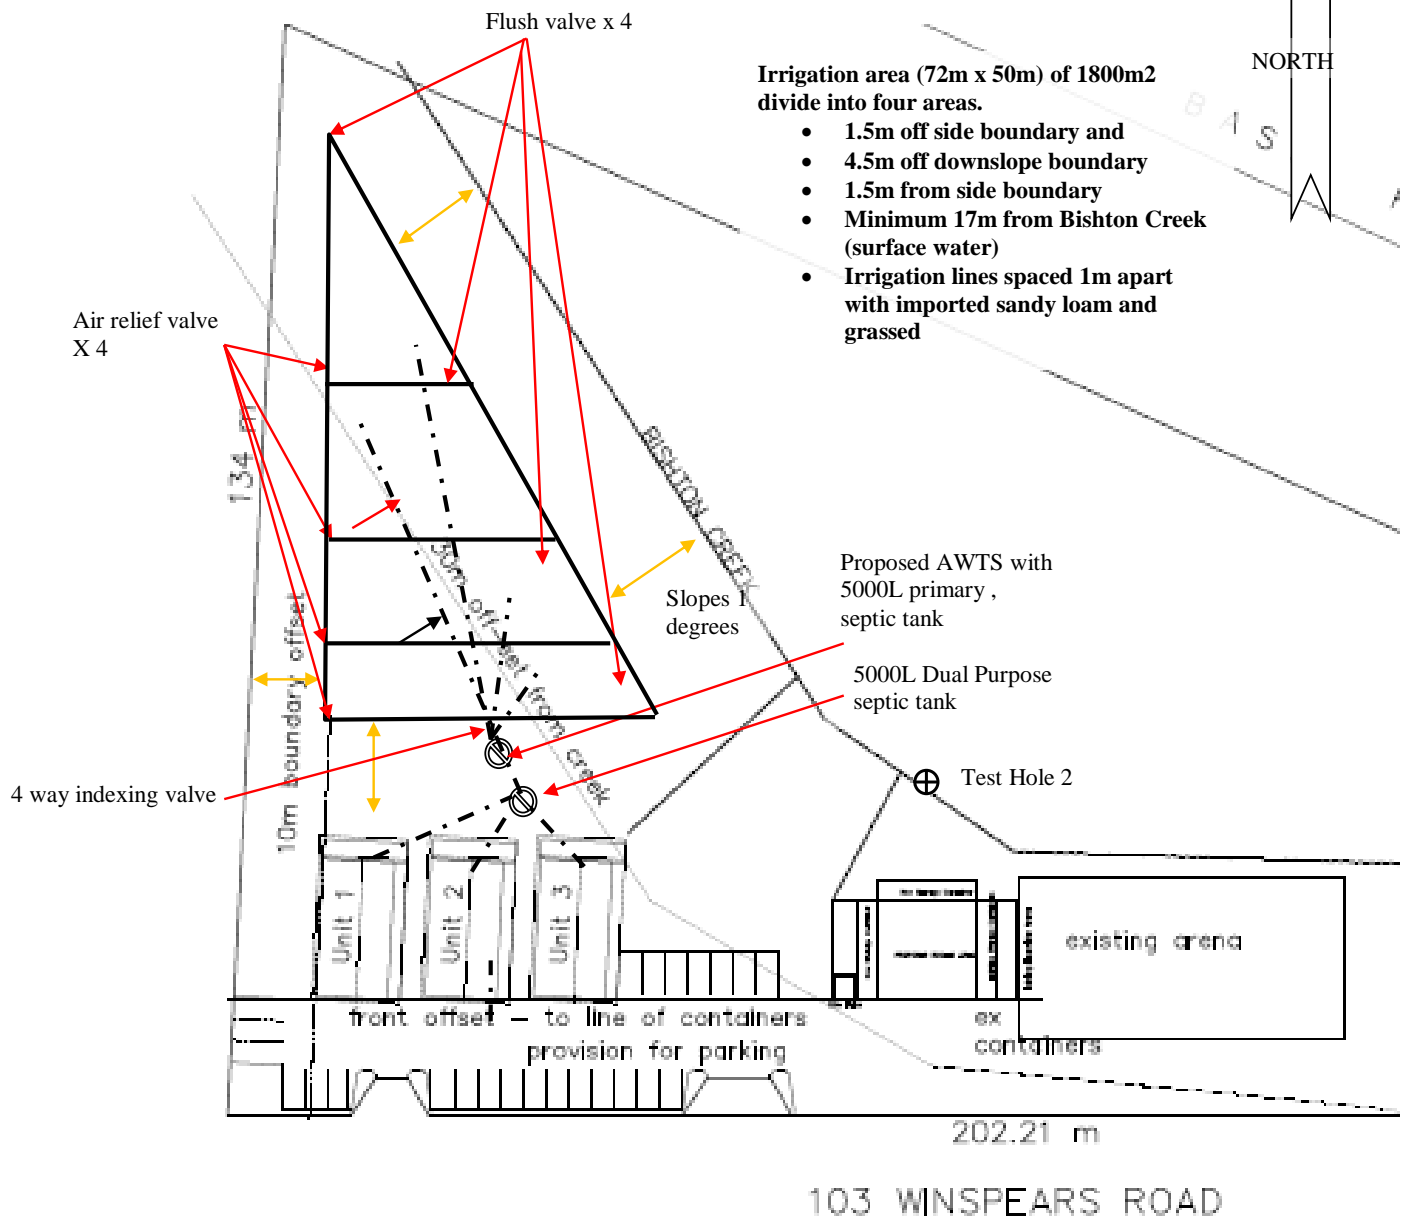 Flush valve x 4
NORTH
Irrigation area (72m x 50m) of 1800m2
divide into four areas.
• 1.5m off side boundary and
• 4.5m off downslope boundary
• 1.5m from side boundary
• Minimum 17m from Bishton Creek
(surface water)
• Irrigation lines spaced 1m apart
with imported sandy loam and
grassed
B A S
Air relief valve
X 4
134 m
BISHTON CREEK
30m off-set from creek
10m boundary offset
Slopes 1
degrees
Proposed AWTS with
5000L primary ,
septic tank
5000L Dual Purpose
septic tank
4 way indexing valve
Test Hole 2
Unit 1
Unit 2
Unit 3
existing arena
front offset – to line of containers
provision for parking
ex
containers
202.21 m
103 WINSPEARS ROAD